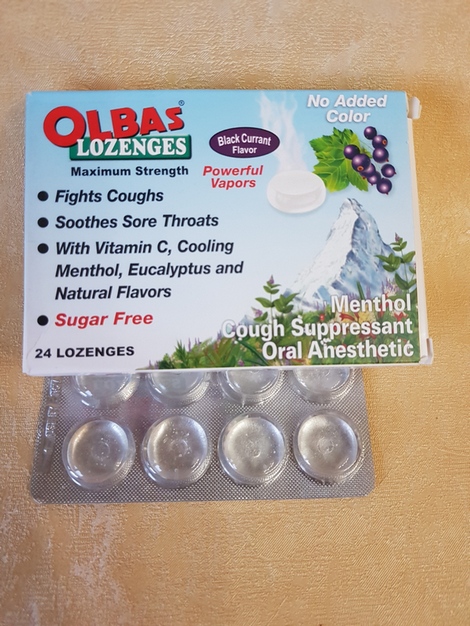 No Added
Color
OLBAS®
LOZENGES
Maximum Strength
Black Currant
Flavor
Powerful
Vapors
● Fights Coughs
● Soothes Sore Throats
● With Vitamin C, Cooling
Menthol, Eucalyptus and
Natural Flavors
● Sugar Free
24 LOZENGES
Menthol
Cough Suppressant
Oral Anesthetic